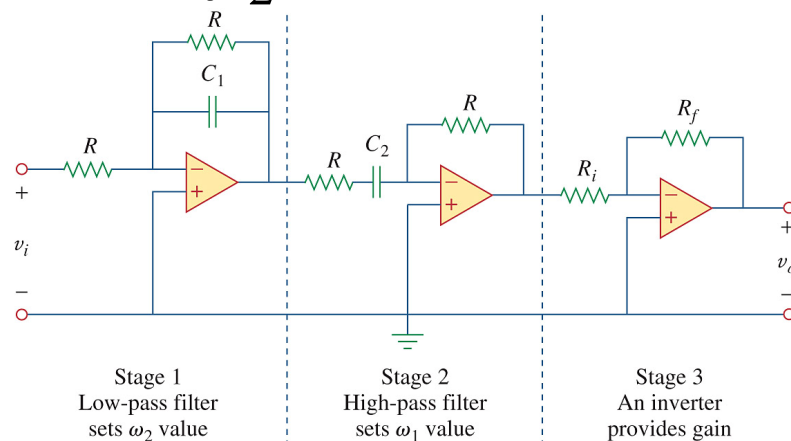 R
C1
R
− +
+
vi
−
R
C2
R
− +
Ri
Rf
− +
+
−
Stage 1
Low-pass filter
sets ω2 value
Stage 2
High-pass filter
sets ω1 value
Stage 3
An inverter
provides gain